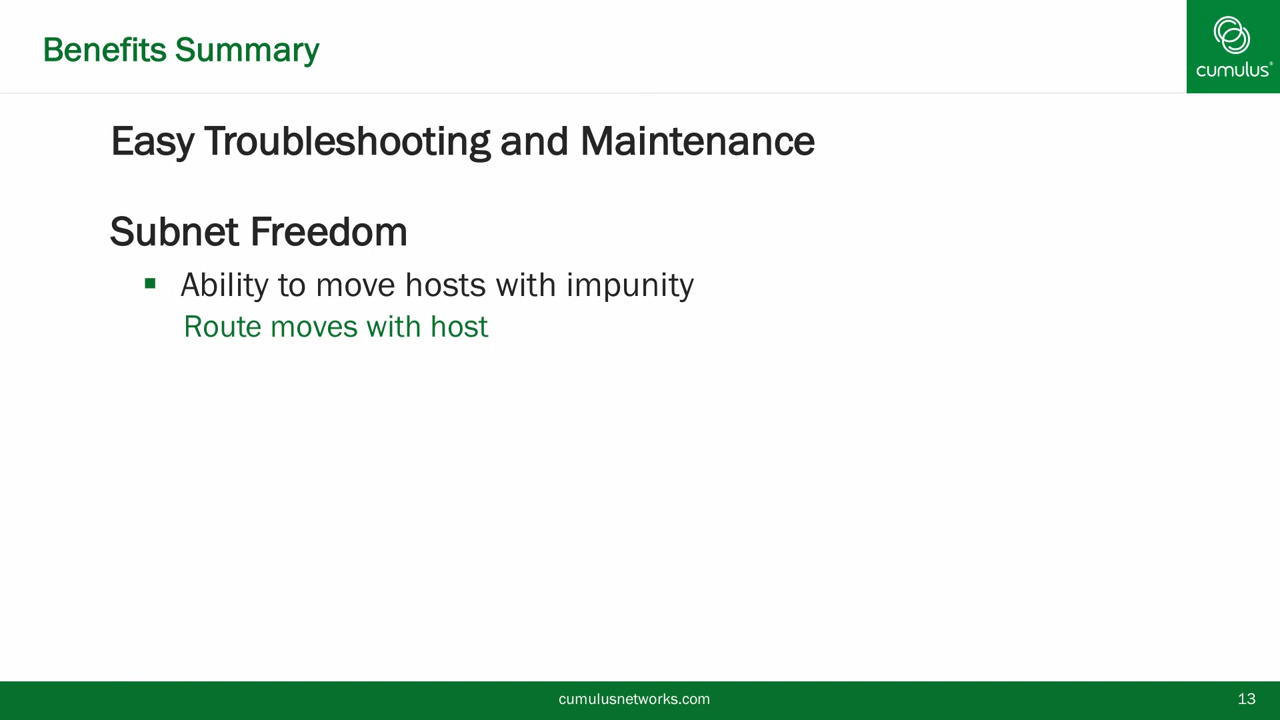 Benefits Summary
cumulus®
Easy Troubleshooting and Maintenance
Subnet Freedom
▪ Ability to move hosts with impunity
Route moves with host
cumulusnetworks.com
13